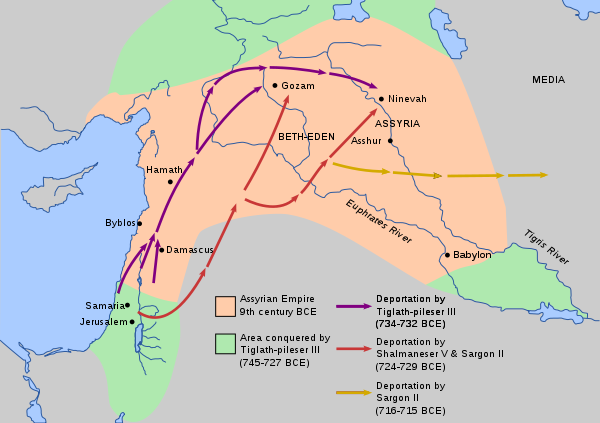 MEDIA
Gozam
Ninevah
ASSYRIA
BETH-EDEN
Asshur
Hamath
Euphrates River
Byblos
Tigris River
Damascus
Babylon
Samaria
Jerusalem
Assyrian Empire
9th century BCE
Area conquered by
Tiglath-pileser III
(745-727 BCE)
Deportation by
Tiglath-pileser III
(734-732 BCE)
Deportation by
Shalmaneser V & Sargon II
(724-729 BCE)
Deportation by
Sargon II
(716-715 BCE)